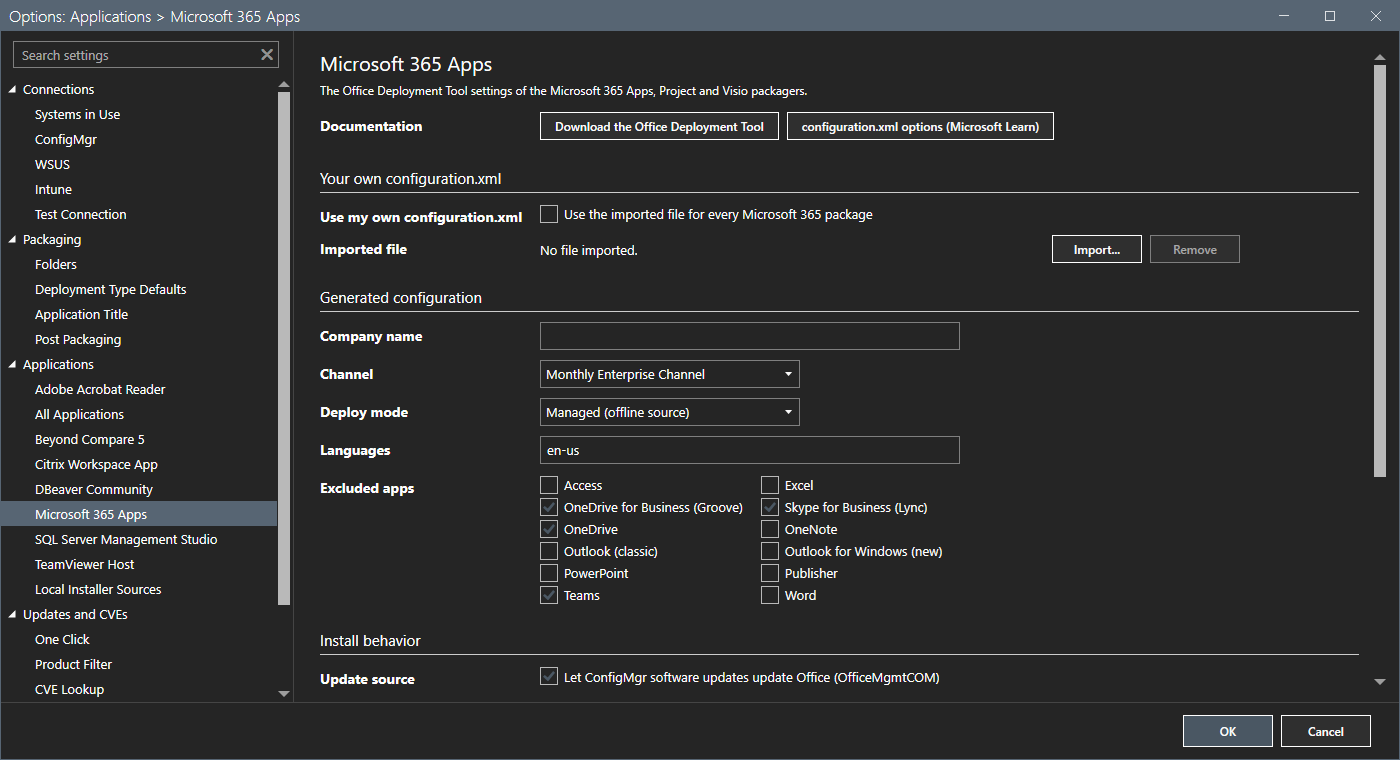 Options: Applications > Microsoft 365 Apps
Search settings
Connections
Systems in Use
ConfigMgr
WSUS
Intune
Test Connection
Packaging
Folders
Deployment Type Defaults
Application Title
Post Packaging
Applications
Adobe Acrobat Reader
All Applications
Beyond Compare 5
Citrix Workspace App
DBeaver Community
Microsoft 365 Apps
SQL Server Management Studio
TeamViewer Host
Local Installer Sources
Updates and CVEs
One Click
Product Filter
CVE Lookup
Microsoft 365 Apps
The Office Deployment Tool settings of the Microsoft 365 Apps, Project and Visio packagers.
Documentation Download the Office Deployment Tool configuration.xml options (Microsoft Learn)
Your own configuration.xml
Use my own configuration.xml Use the imported file for every Microsoft 365 package
Imported file No file imported. Import... Remove
Generated configuration
Company name
Channel Monthly Enterprise Channel
Deploy mode Managed (offline source)
Languages en-us
Excluded apps Access Excel
OneDrive for Business (Groove) Skype for Business (Lync)
OneDrive OneNote
Outlook (classic) Outlook for Windows (new)
PowerPoint Publisher
Teams Word
Install behavior
Update source Let ConfigMgr software updates update Office (OfficeMgmtCOM)
OK Cancel